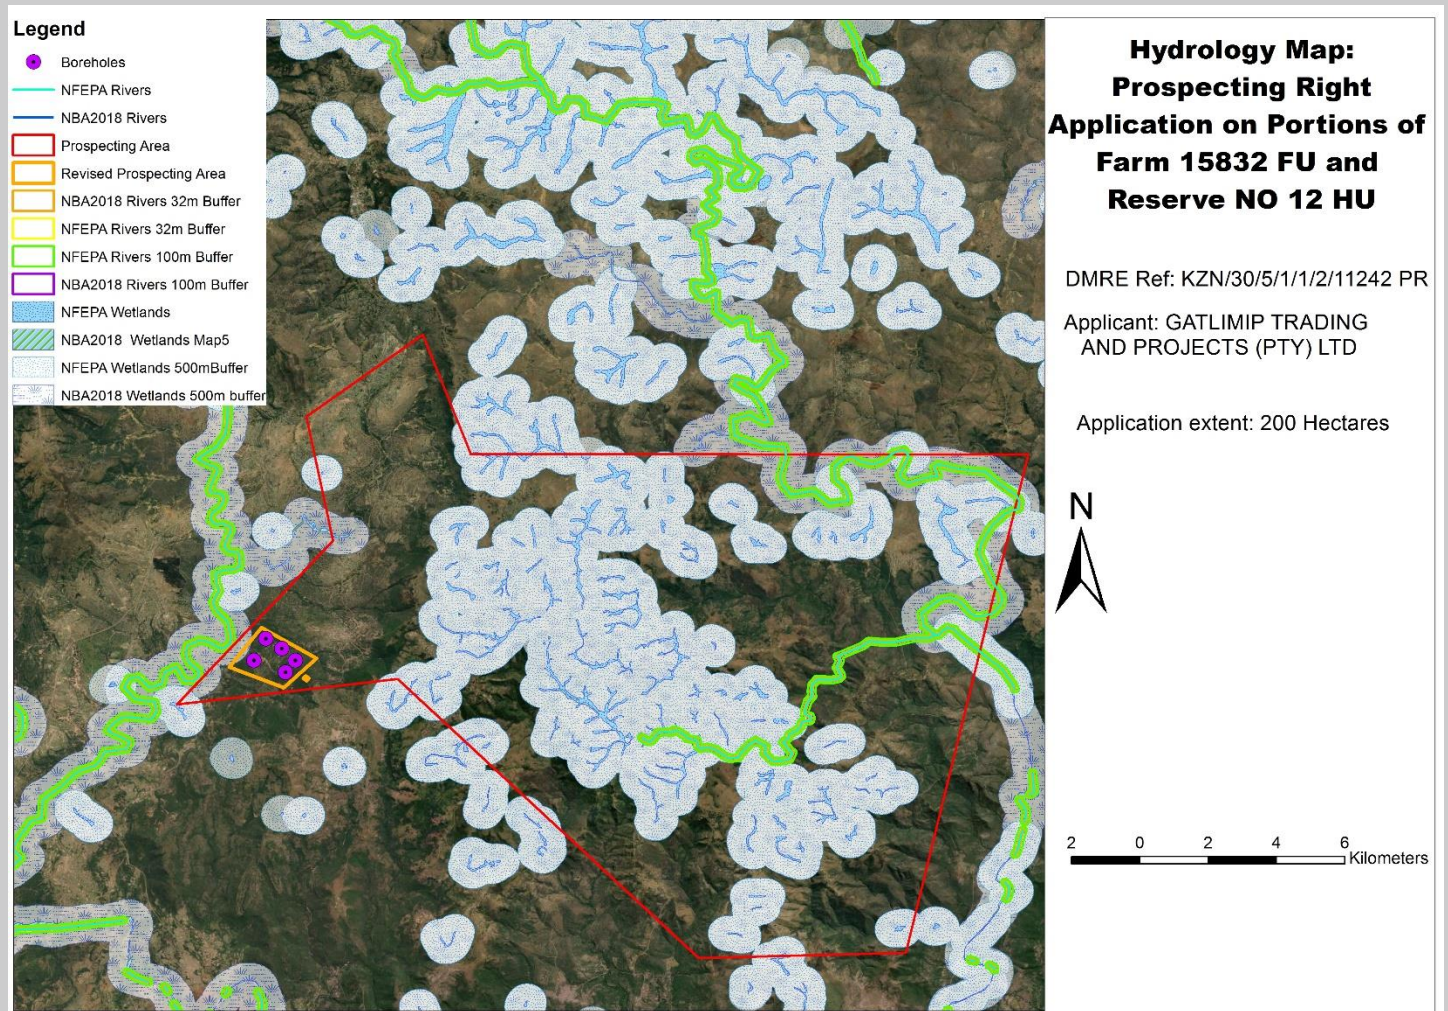 Legend
Boreholes
NFEPA Rivers
NBA2018 Rivers
Prospecting Area
Revised Prospecting Area
NBA2018 Rivers 32m Buffer
NFEPA Rivers 32m Buffer
NFEPA Rivers 100m Buffer
NBA2018 Rivers 100m Buffer
NFEPA Wetlands
NBA2018  Wetlands Map5
NFEPA Wetlands 500mBuffer
NBA2018 Wetlands 500m buffer
Hydrology Map:
Prospecting Right
Application on Portions of
Farm 15832 FU and
Reserve NO 12 HU
DMRE Ref: KZN/30/5/1/1/2/11242 PR
Applicant: GATLIMIP TRADING
AND PROJECTS (PTY) LTD
Application extent: 200 Hectares
N
2 0 2 4 6
Kilometers